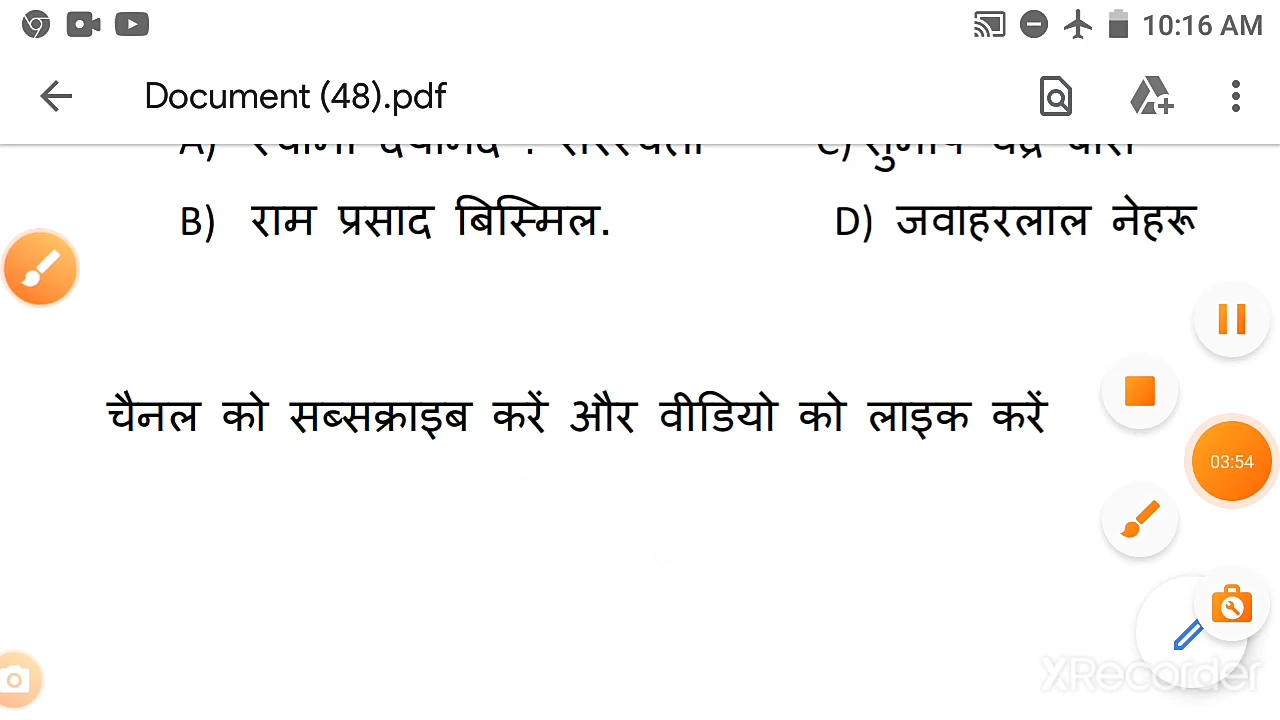 10:16 AM
Document (48).pdf
B) राम प्रसाद बिस्मिल. D) जवाहरलाल नेहरू
चैनल को सब्सक्राइब करें और वीडियो को लाइक करें
03:54
XRecorder